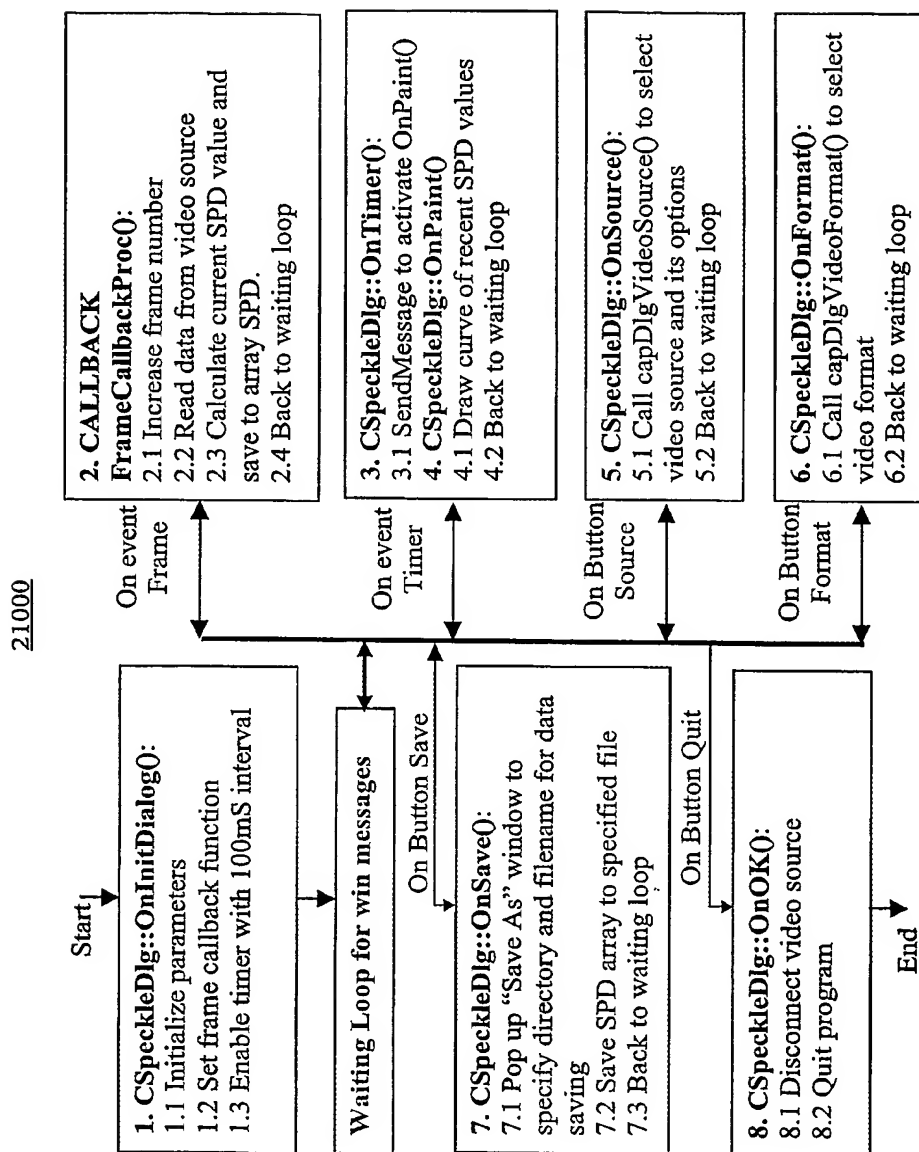 21000
Start
1. CSpeckleDlg::OnInitDialog():
1.1 Initialize parameters
1.2 Set frame callback function
1.3 Enable timer with 100mS interval
Waiting Loop for win messages
On Button Save
7. CSpeckleDlg::OnSave():
7.1 Pop up “Save As” window to
specify directory and filename for data
saving
7.2 Save SPD array to specified file
7.3 Back to waiting loop
On Button Quit
8. CSpeckleDlg::OnOK():
8.1 Disconnect video source
8.2 Quit program
End
On event
Frame
2. CALLBACK
FrameCallbackProc():
2.1 Increase frame number
2.2 Read data from video source
2.3 Calculate current SPD value and
save to array SPD.
2.4 Back to waiting loop
On event
Timer
3. CSpeckleDlg::OnTimer():
3.1 SendMessage to activate OnPaint()
4. CSpeckleDlg::OnPaint()
4.1 Draw curve of recent SPD values
4.2 Back to waiting loop
On Button
Source
5. CSpeckleDlg::OnSource():
5.1 Call capDlgVideoSource() to select
video source and its options
5.2 Back to waiting loop
On Button
Format
6. CSpeckleDlg::OnFormat():
6.1 Call capDlgVideoFormat() to select
video format
6.2 Back to waiting loop